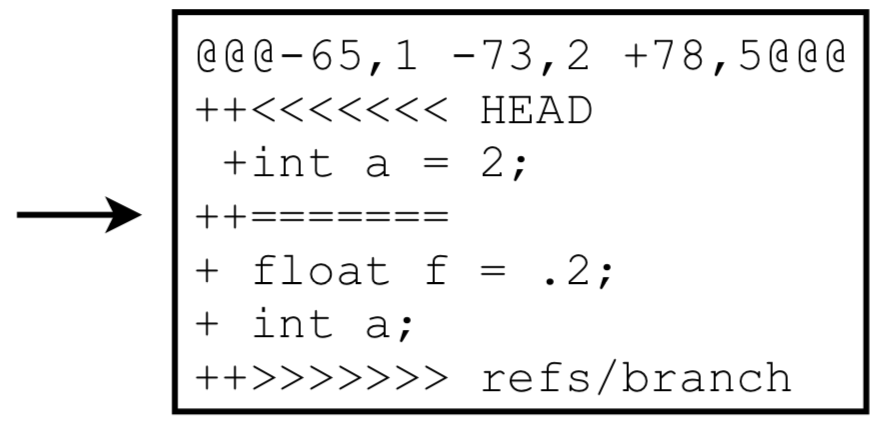 @@@-65,1 -73,2 +78,5@@@
++<<<<<<< HEAD
 +int a = 2;
++=======
+ float f = .2;
+ int a;
++>>>>>>> refs/branch